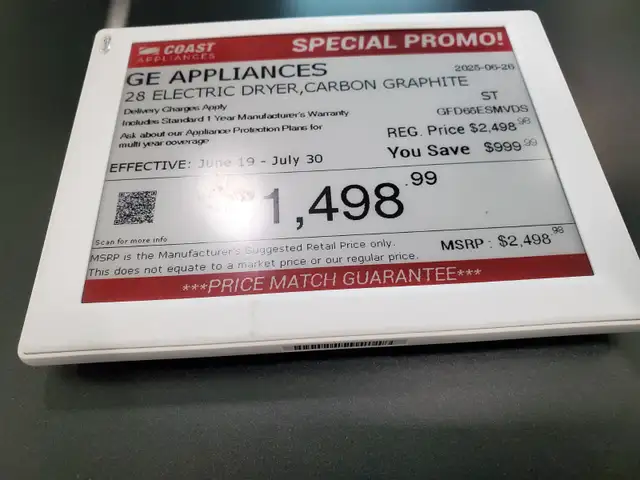 COAST
APPLIANCES
SPECIAL PROMO!
GE APPLIANCES
2025-06-26
28 ELECTRIC DRYER,CARBON GRAPHITE
ST
Delivery Charges Apply
GFD65ESMVDS
Includes Standard 1 Year Manufacturer's Warranty
Ask about our Appliance Protection Plans for
multi year coverage
REG. Price $2,498.98
You Save $999.99
EFFECTIVE: June 19 - July 30
1,498.99
Scan for more info
MSRP is the Manufacturer's Suggested Retail Price only.
This does not equate to a market price or our regular price.
MSRP : $2,498.98
***PRICE MATCH GUARANTEE***